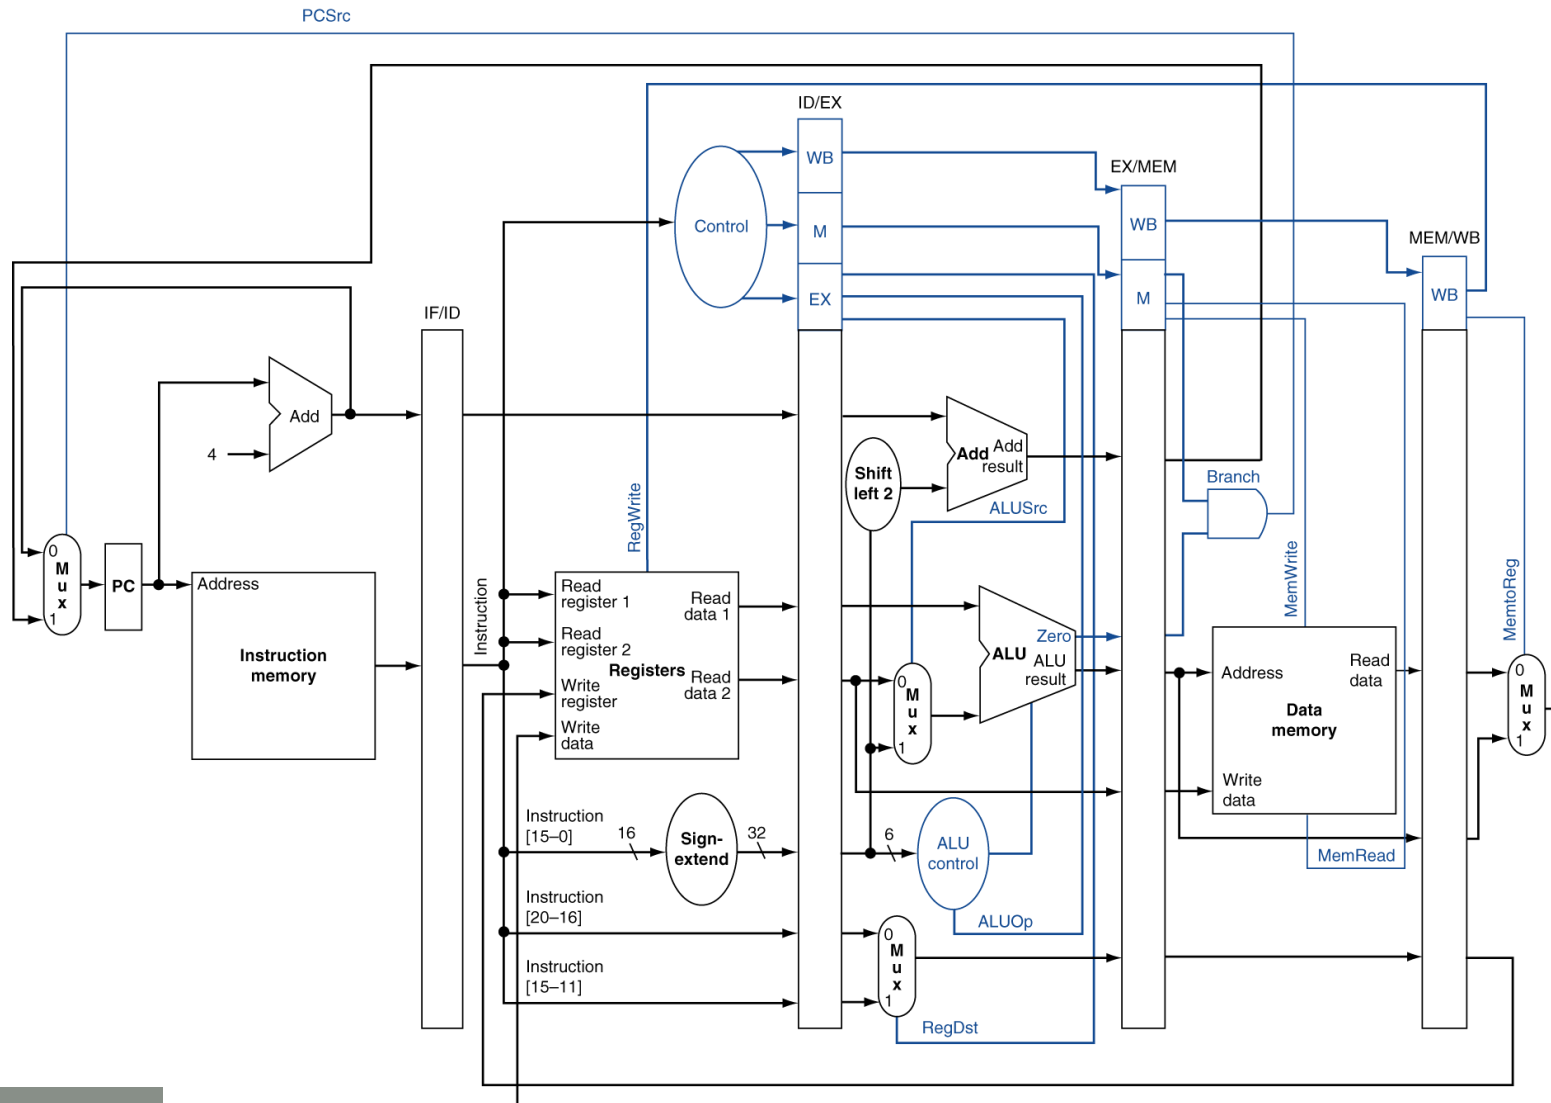 PCSrc
ID/EX
WB
EX/MEM
Control
M
WB
MEM/WB
EX
M
WB
IF/ID
Add
4
Add Add
result
Shift
left 2
Branch
ALUSrc
RegWrite
MemWrite
MemtoReg
0
M
u
x
1
PC
Address
Instruction
memory
Instruction
Read
register 1
Read
data 1
Read
register 2
Registers
Read
data 2
Write
register
Write
data
Zero
ALU
ALU
result
0
M
u
x
1
Address
Read
data
Data
memory
Write
data
0
M
u
x
1
Instruction
[15–0]
16
Sign-
extend
32
6
ALU
control
MemRead
Instruction
[20–16]
ALUOp
0
M
u
x
1
Instruction
[15–11]
RegDst